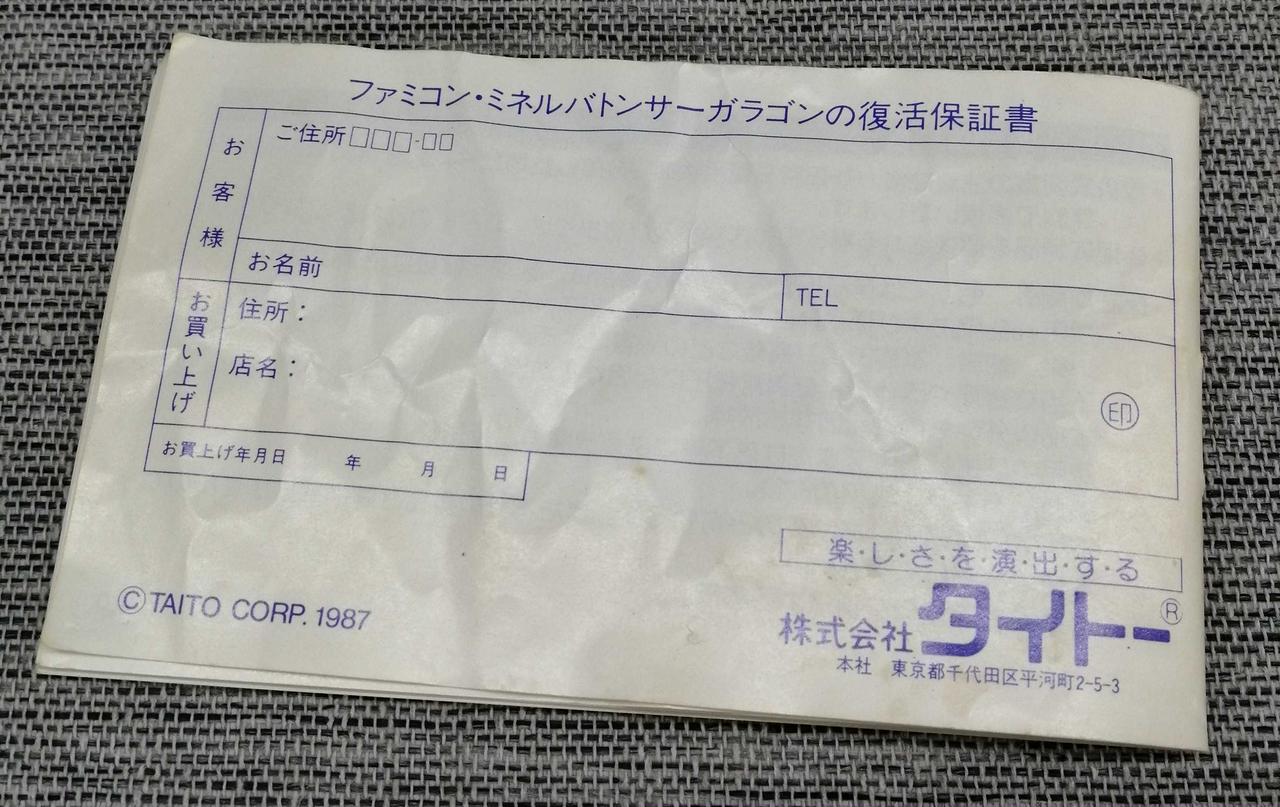 ファミコン・ミネルバトンサーガラゴンの復活保証書
お客様
ご住所□□□-□□
お名前
TEL
お買い上げ
住所：
店名：
印
お買上げ年月日 年 月 日
楽・し・さ・を・演・出・す・る
©TAITO CORP. 1987
株式会社タイトー®
本社 東京都千代田区平河町2-5-3